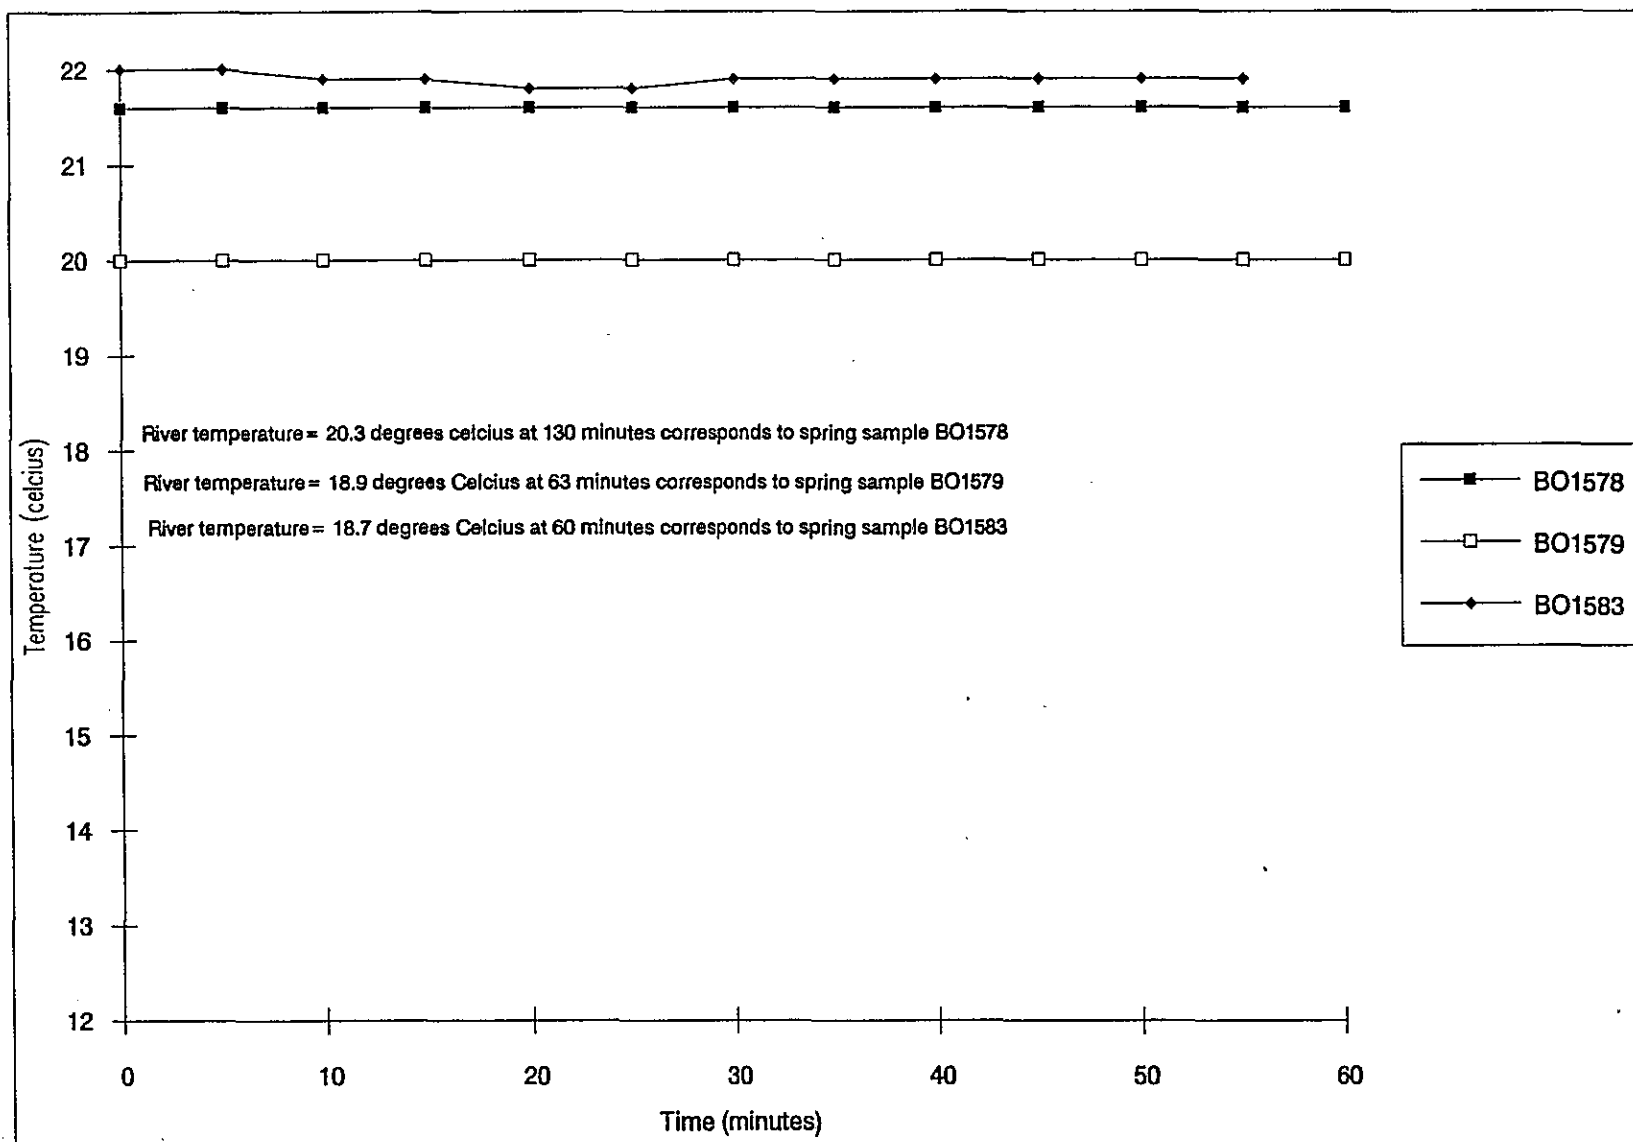 22
21
20
19
18
17
16
15
14
13
12
Temperature (celcius)
River temperature = 20.3 degrees celcius at 130 minutes corresponds to spring sample BO1578
River temperature = 18.9 degrees Celcius at 63 minutes corresponds to spring sample BO1579
River temperature = 18.7 degrees Celcius at 60 minutes corresponds to spring sample BO1583
BO1578
BO1579
BO1583
0 10 20 30 40 50 60
Time (minutes)